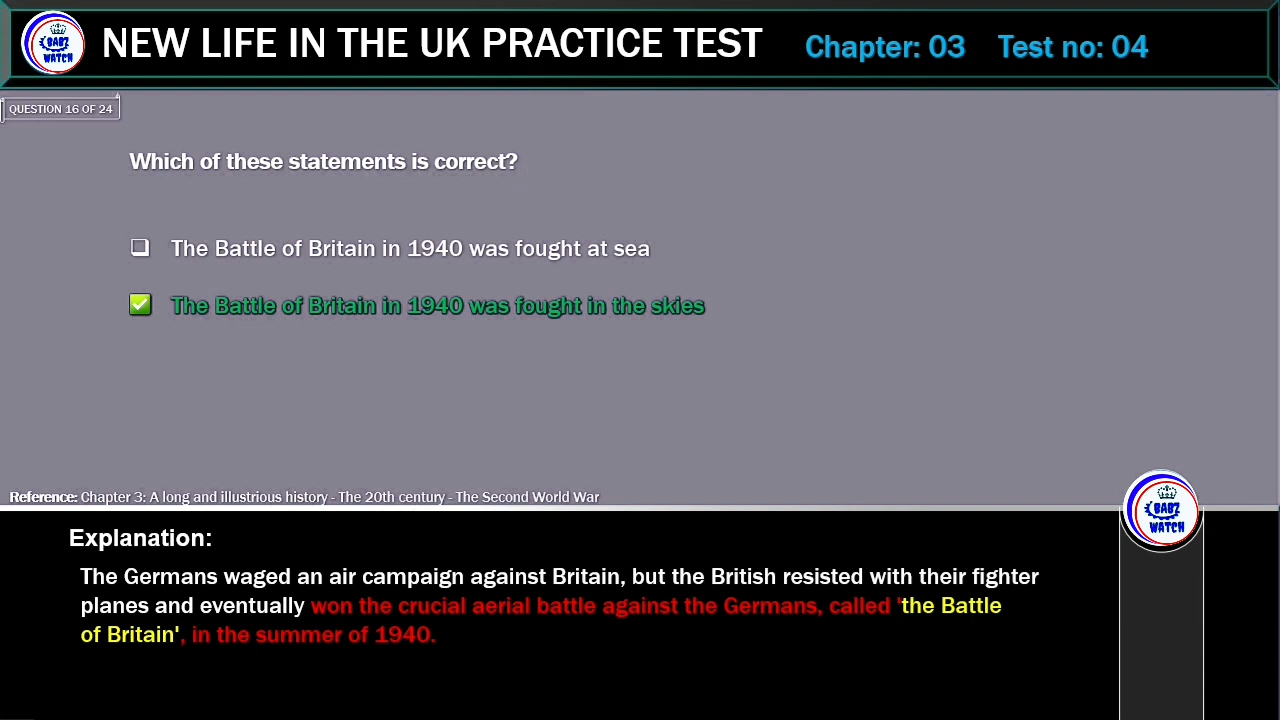 BABZ
WATCH
NEW LIFE IN THE UK PRACTICE TEST
Chapter: 03
Test no: 04
QUESTION 16 OF 24
Which of these statements is correct?
The Battle of Britain in 1940 was fought at sea
The Battle of Britain in 1940 was fought in the skies
Reference: Chapter 3: A long and illustrious history - The 20th century - The Second World War
BABZ
WATCH
Explanation:
The Germans waged an air campaign against Britain, but the British resisted with their fighter
planes and eventually won the crucial aerial battle against the Germans, called 'the Battle
of Britain', in the summer of 1940.